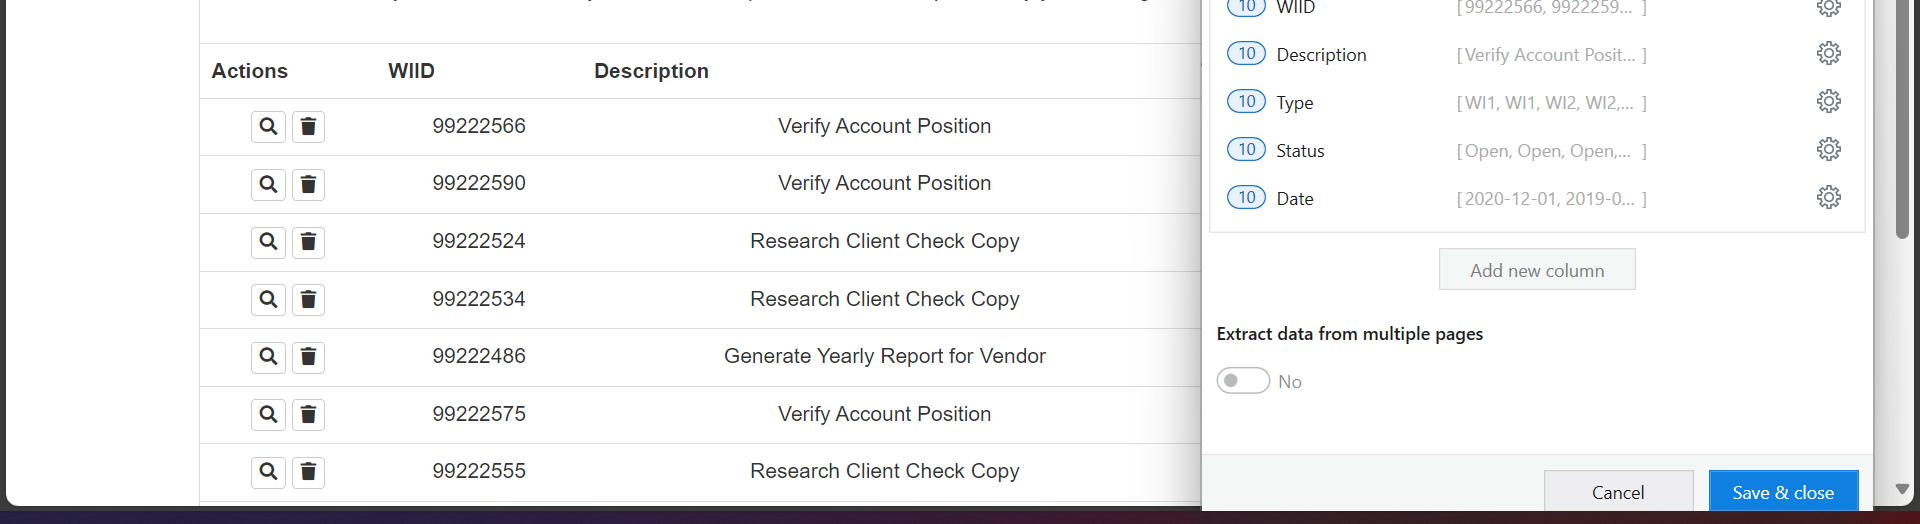 Actions WIID Description
99222566 Verify Account Position
99222590 Verify Account Position
99222524 Research Client Check Copy
99222534 Research Client Check Copy
99222486 Generate Yearly Report for Vendor
99222575 Verify Account Position
99222555 Research Client Check Copy
10 WIID [99222566, 9922259... ]
10 Description [Verify Account Posit... ]
10 Type [WI1, WI1, WI2, WI2,... ]
10 Status [Open, Open, Open,... ]
10 Date [2020-12-01, 2019-0... ]
Add new column
Extract data from multiple pages
No
Cancel Save & close